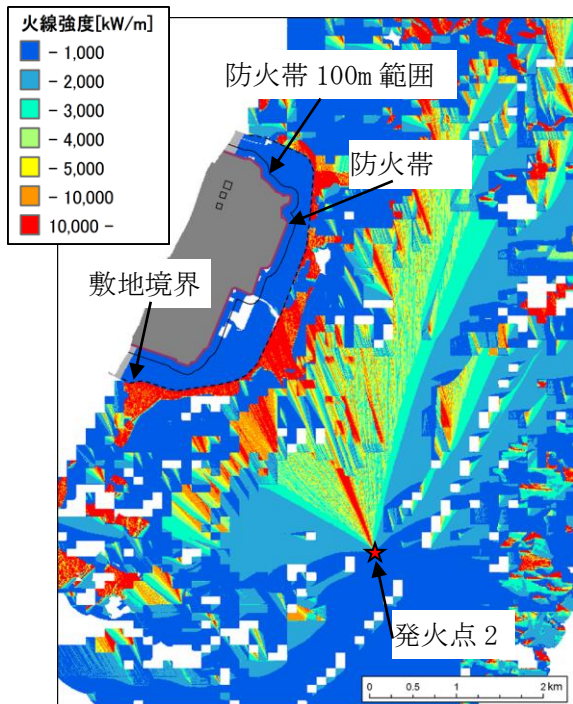 火線強度[kW/m]
- 1,000
- 2,000
- 3,000
- 4,000
- 5,000
- 10,000
10,000 -
防火帯 100m 範囲
防火帯
敷地境界
発火点 2
0 0.5 1 2 km